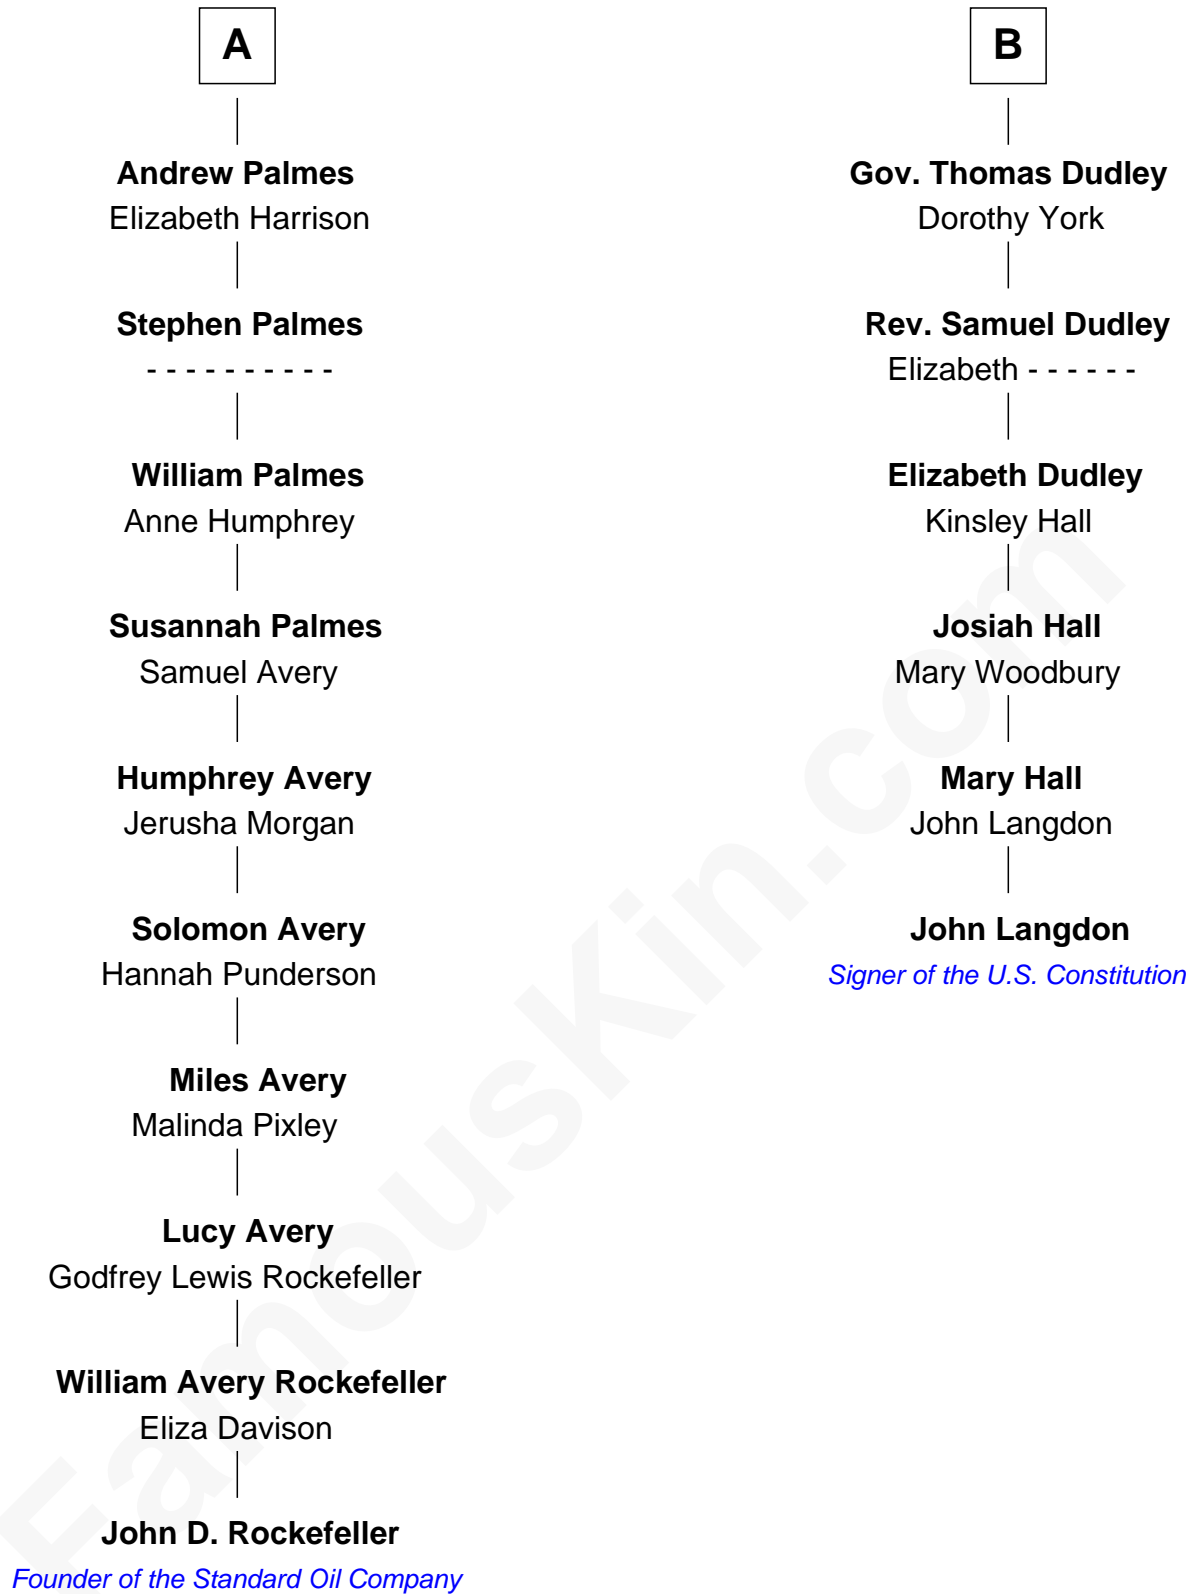 A
Andrew Palmes
Elizabeth Harrison
Stephen Palmes
- - - - - - - - - -
William Palmes
Anne Humphrey
Susannah Palmes
Samuel Avery
Humphrey Avery
Jerusha Morgan
Solomon Avery
Hannah Punderson
Miles Avery
Malinda Pixley
Lucy Avery
Godfrey Lewis Rockefeller
William Avery Rockefeller
Eliza Davison
John D. Rockefeller
Founder of the Standard Oil Company
B
Gov. Thomas Dudley
Dorothy York
Rev. Samuel Dudley
Elizabeth - - - - - -
Elizabeth Dudley
Kinsley Hall
Josiah Hall
Mary Woodbury
Mary Hall
John Langdon
John Langdon
Signer of the U.S. Constitution
FamousKin.com